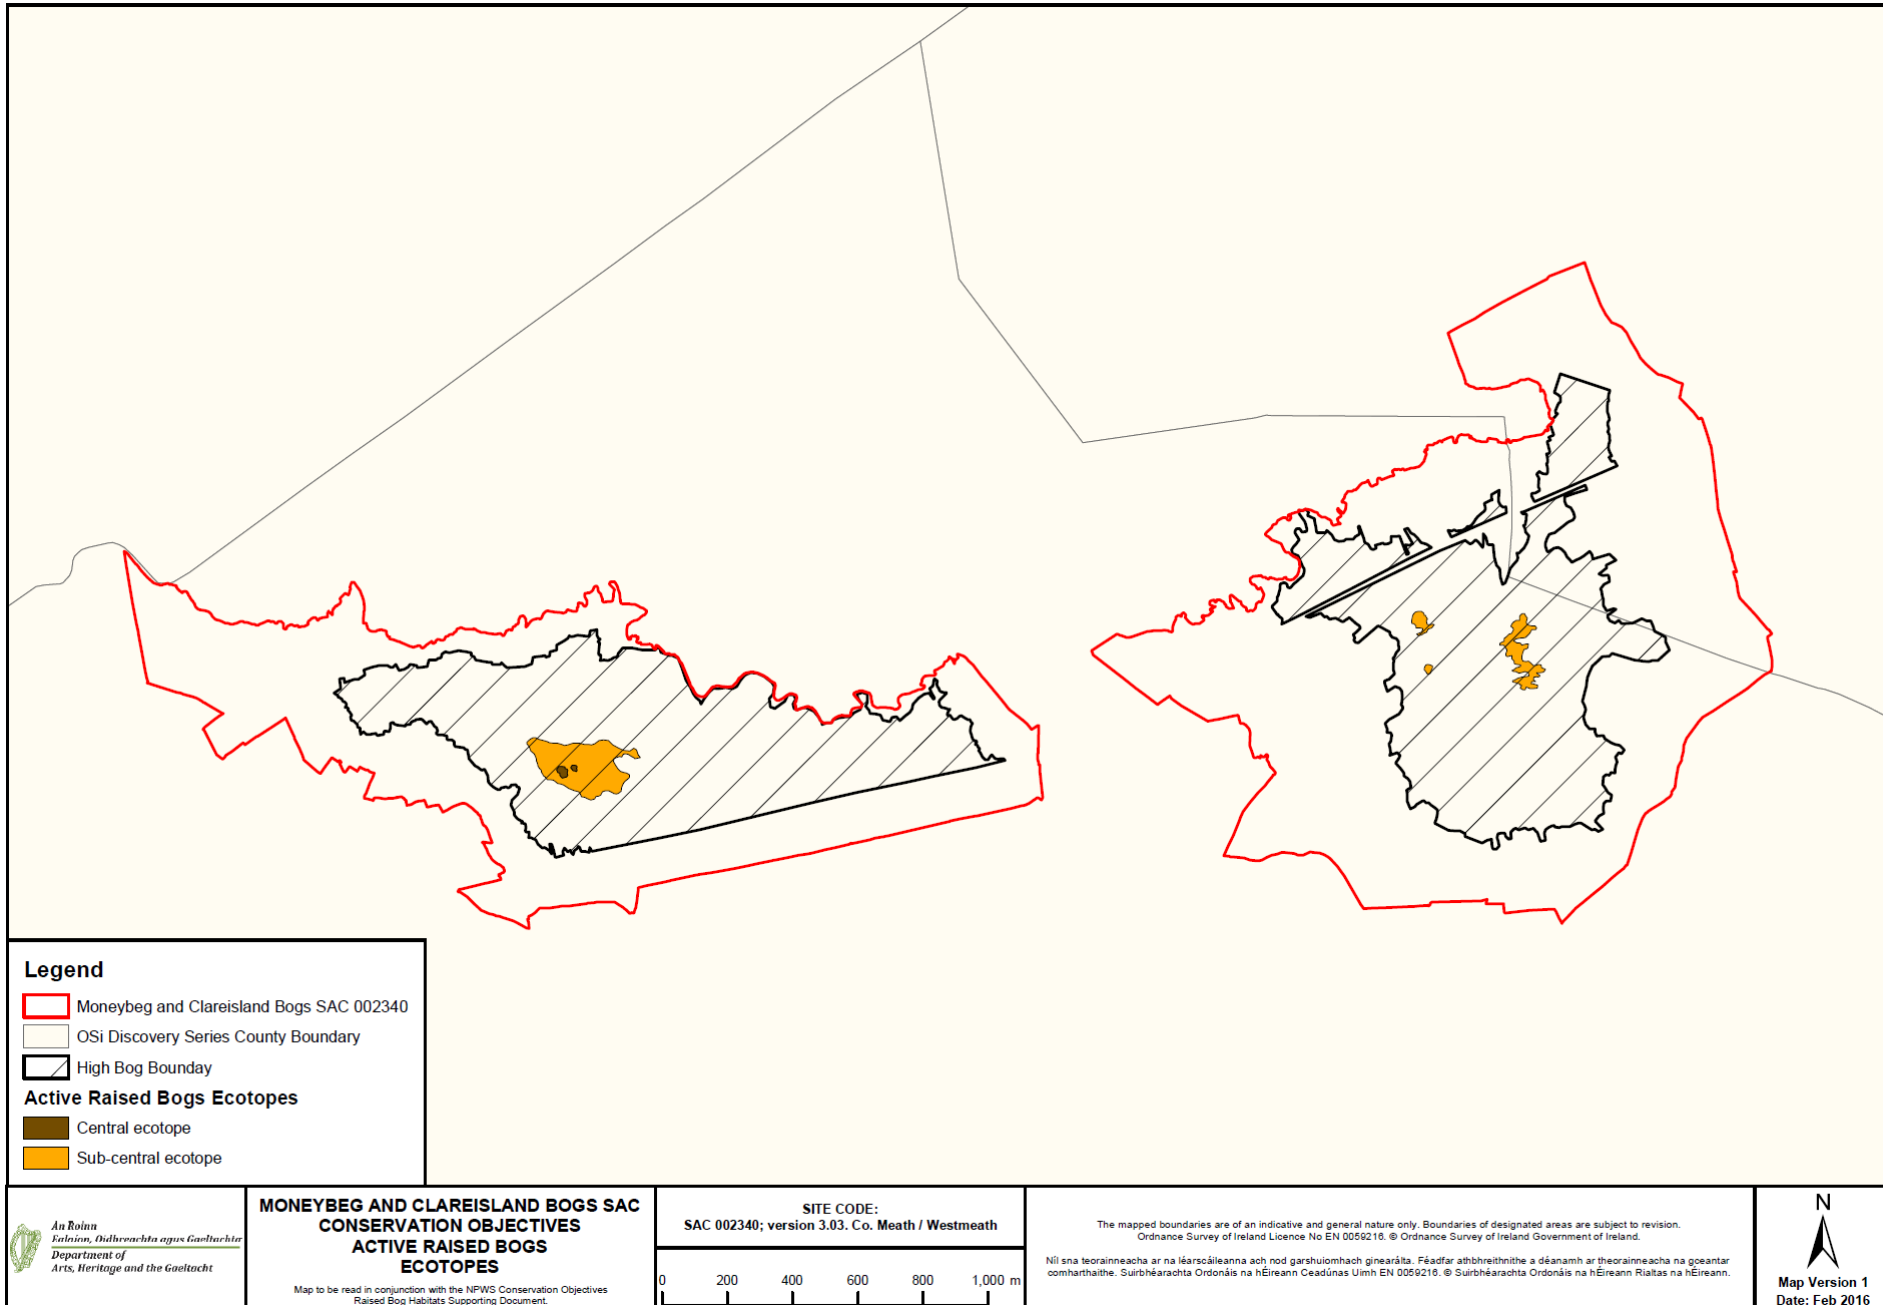 Legend
Moneybeg and Clareisland Bogs SAC 002340
OSi Discovery Series County Boundary
High Bog Bounday
Active Raised Bogs Ecotopes
Central ecotope
Sub-central ecotope
An Roinn
Ealaíon, Oidhreachta agus Gaeltachta
Department of
Arts, Heritage and the Gaeltacht
MONEYBEG AND CLAREISLAND BOGS SAC
CONSERVATION OBJECTIVES
ACTIVE RAISED BOGS
ECOTOPES
Map to be read in conjunction with the NPWS Conservation Objectives
Raised Bog Habitats Supporting Document.
SITE CODE:
SAC 002340; version 3.03. Co. Meath / Westmeath
0 200 400 600 800 1,000 m
The mapped boundaries are of an indicative and general nature only. Boundaries of designated areas are subject to revision.
Ordnance Survey of Ireland Licence No EN 0059216. © Ordnance Survey of Ireland Government of Ireland.
Níl sna teorainneacha ar na léarscáileanna ach nod garshuiomhach ginearálta. Féadfar athbhreithnithe a déanamh ar theorainneacha na gceantar
comharthaithe. Suirbhéarachta Ordonáis na hÉireann Ceadúnas Uimh EN 0059216. © Suirbhéarachta Ordonáis na hÉireann Rialtas na hÉireann.
N
Map Version 1
Date: Feb 2016